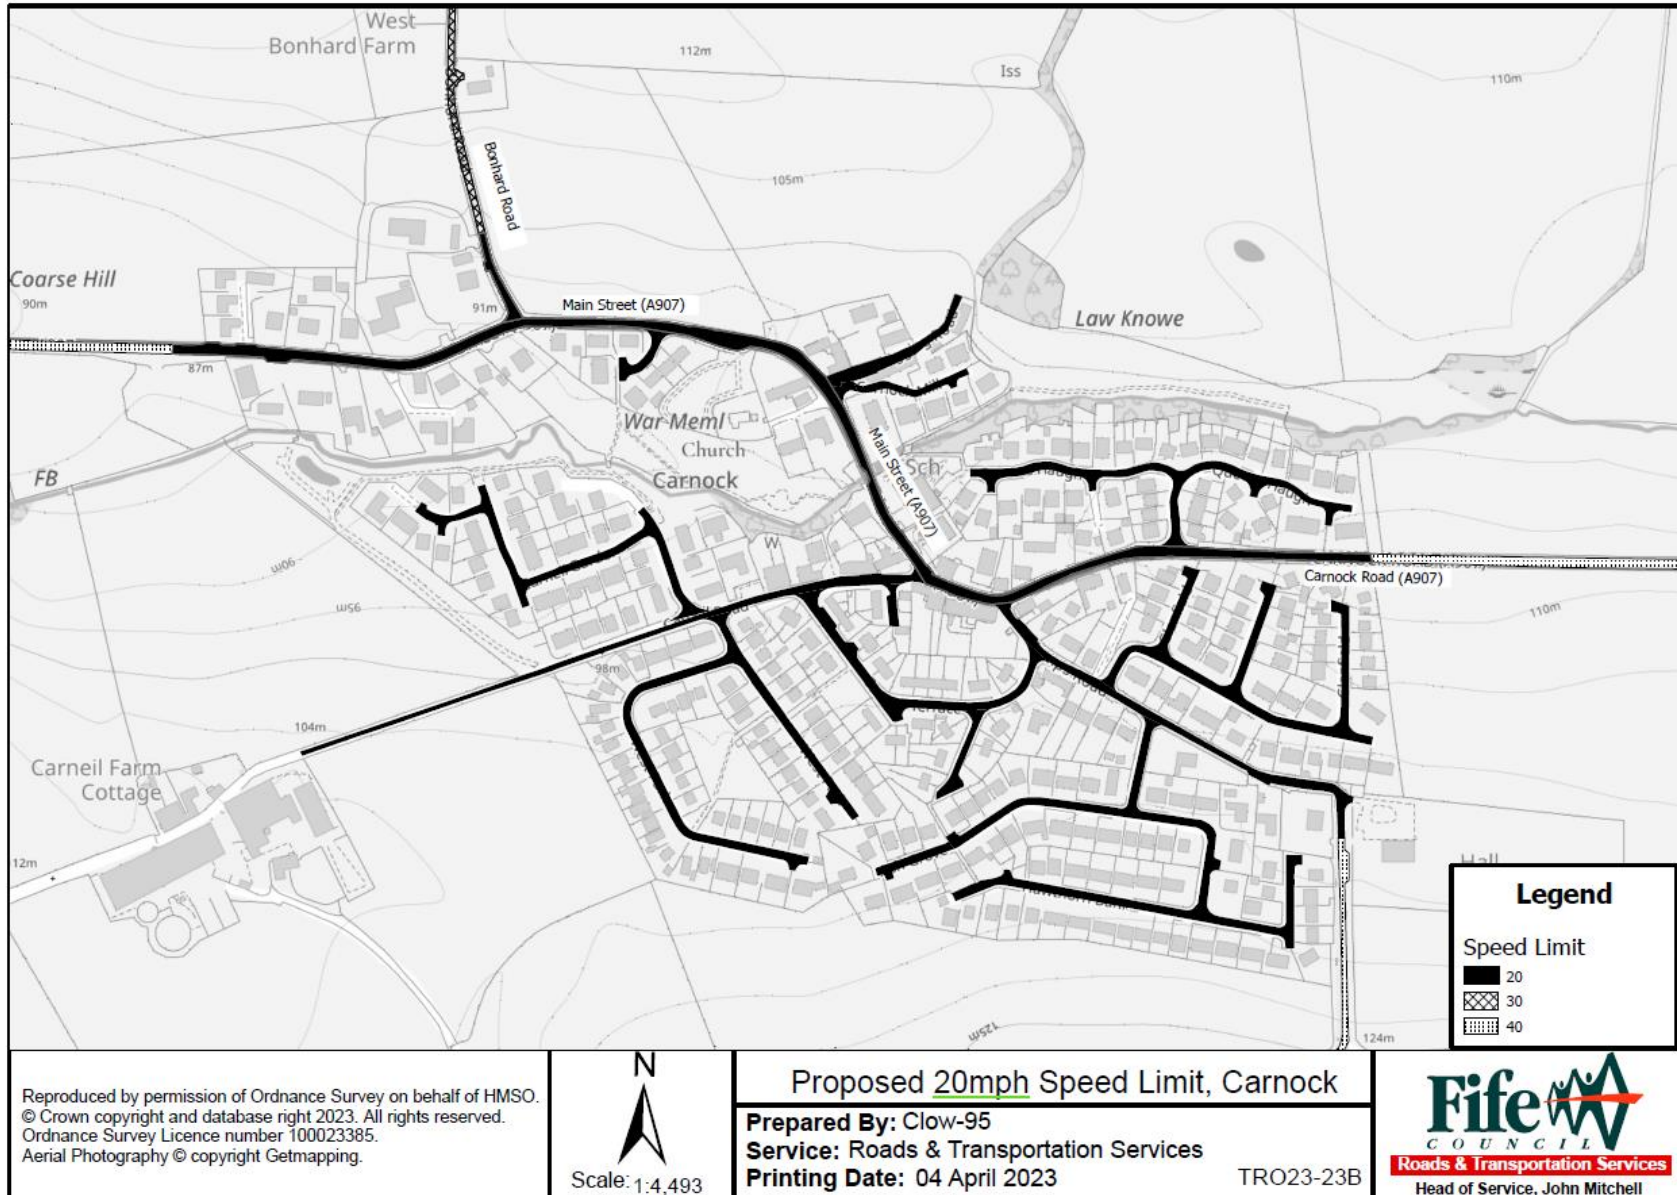 West
Bonhard Farm
112m
Iss
110m
Bonhard Road
105m
Coarse Hill
90m
91m
Main Street (A907)
Law Knowe
87m
War Meml
Church
Carnock
Main Street (A907)
Sch
FB
W
90m
95m
98m
Carnock Road (A907)
110m
Terrace
104m
Carneil Farm
Cottage
12m
Hall
125m
124m
Legend
Speed Limit
20
30
40
Reproduced by permission of Ordnance Survey on behalf of HMSO.
© Crown copyright and database right 2023. All rights reserved.
Ordnance Survey Licence number 100023385.
Aerial Photography © copyright Getmapping.
N
Scale: 1:4,493
Proposed 20mph Speed Limit, Carnock
Prepared By: Clow-95
Service: Roads & Transportation Services
Printing Date: 04 April 2023
TRO23-23B
Fife
COUNCIL
Roads & Transportation Services
Head of Service, John Mitchell